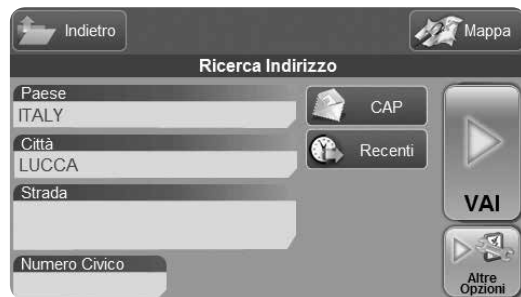 Indietro
Mappa
Ricerca Indirizzo
Paese
ITALY
CAP
Città
LUCCA
Recenti
Strada
VAI
Numero Civico
Altre
Opzioni